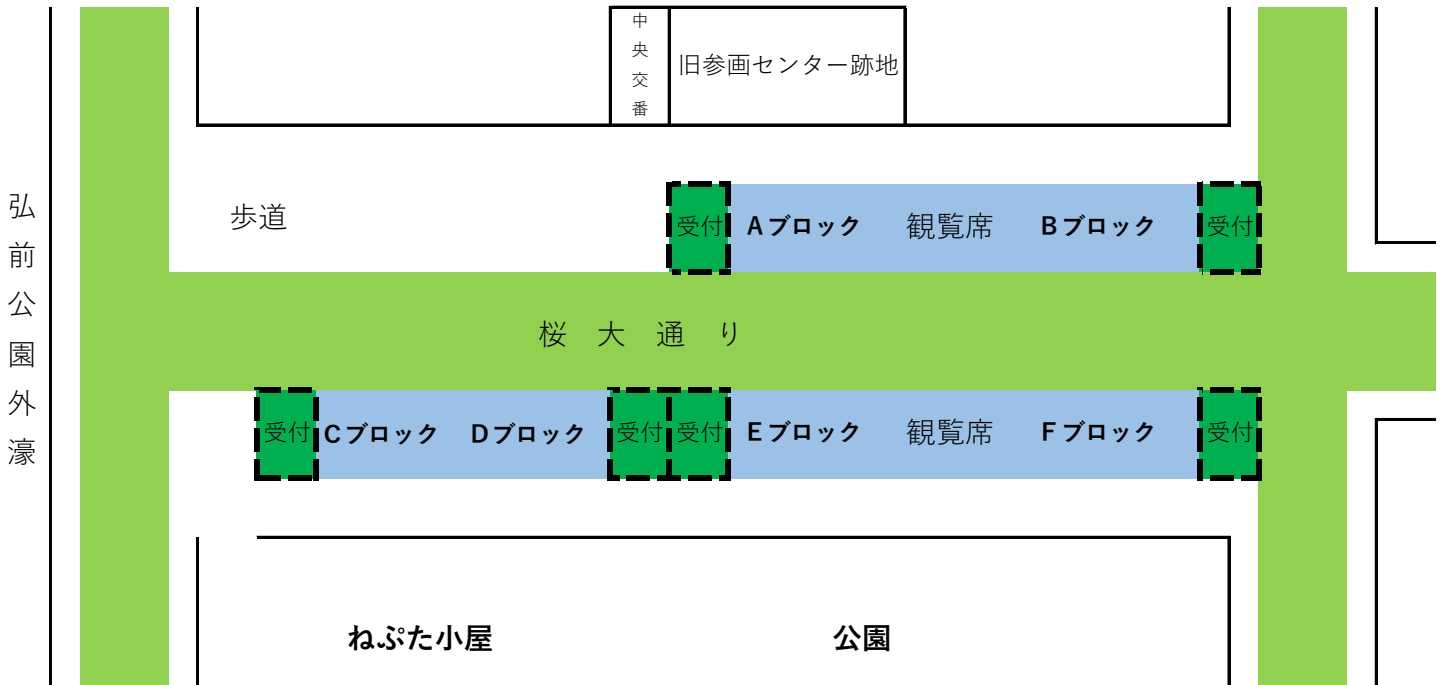 中央交番
旧参画センター跡地
弘前公園外濠
歩道
受付 Aブロック 観覧席 Bブロック 受付
桜大通り
受付 Cブロック Dブロック 受付 受付 Eブロック 観覧席 Fブロック 受付
ねぷた小屋 公園